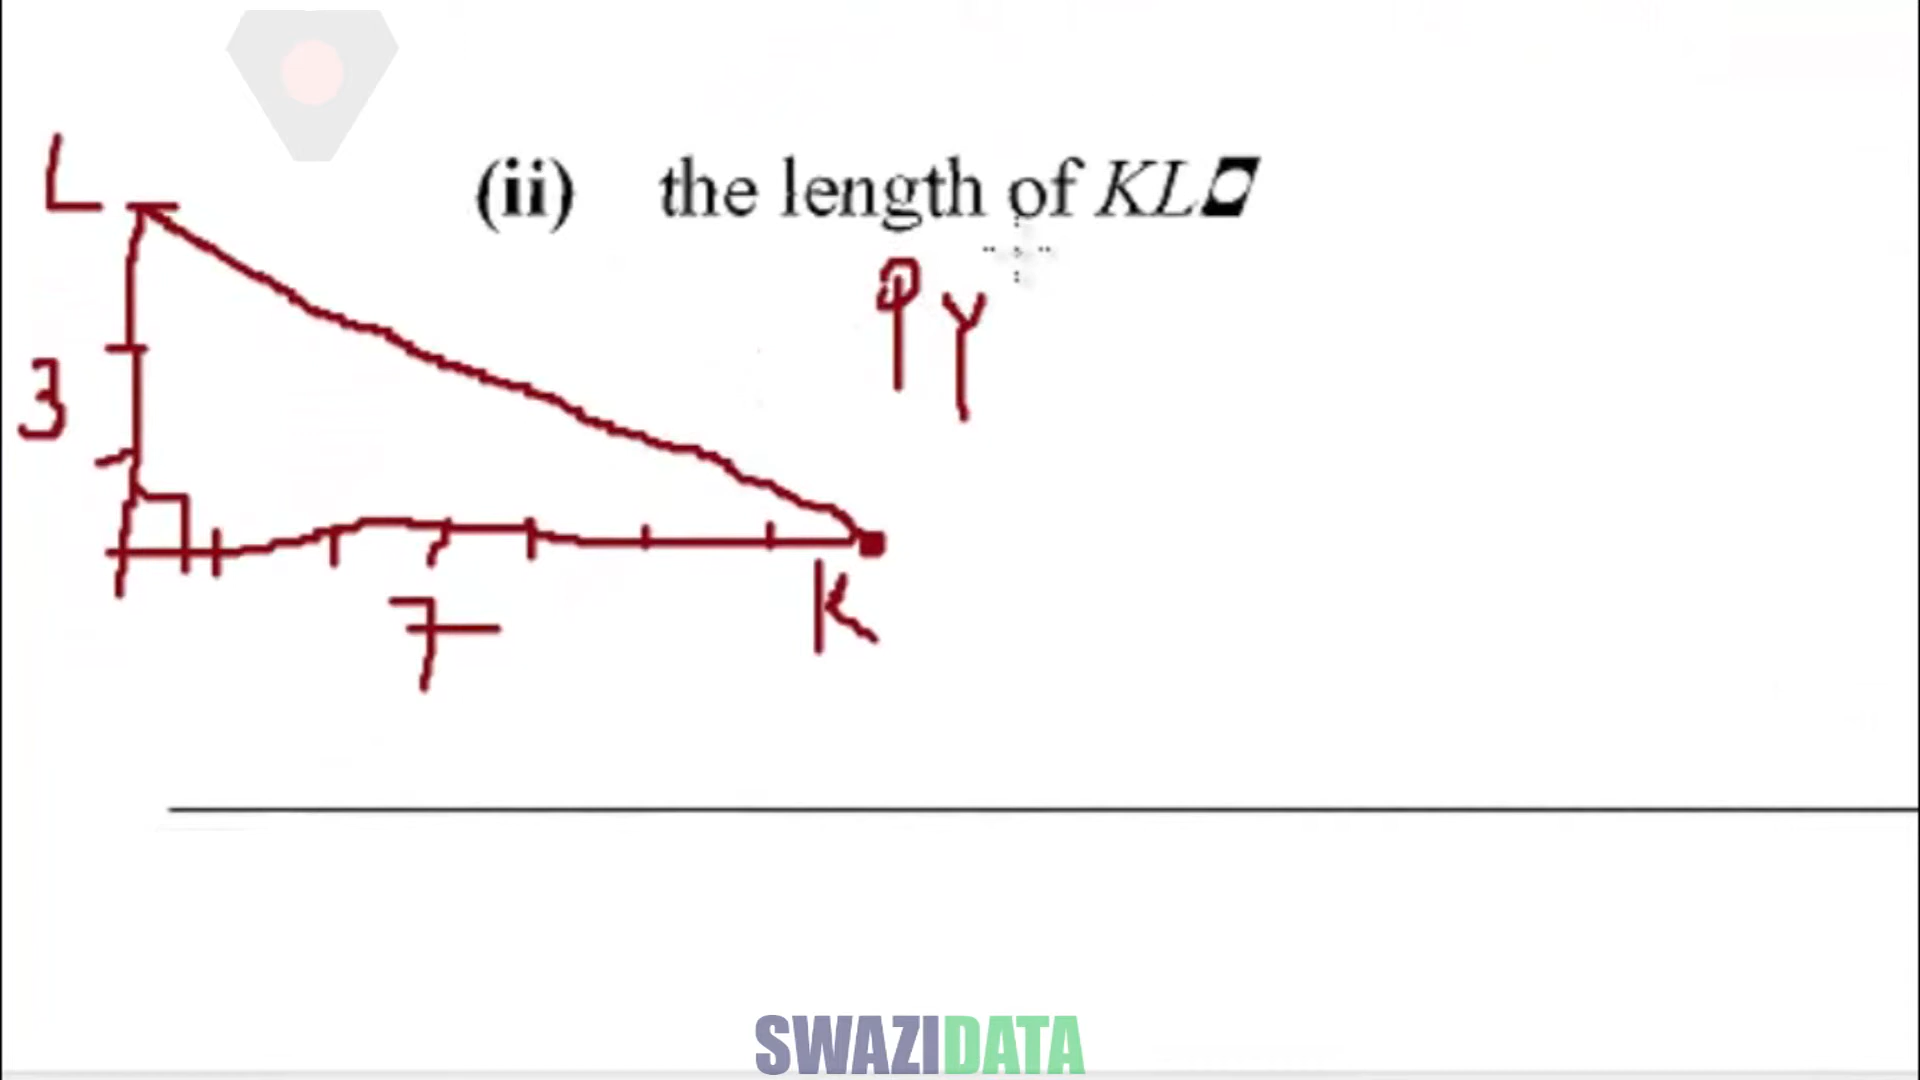 L
(ii) the length of KL
PY
3
7
K
SWAZIDATA